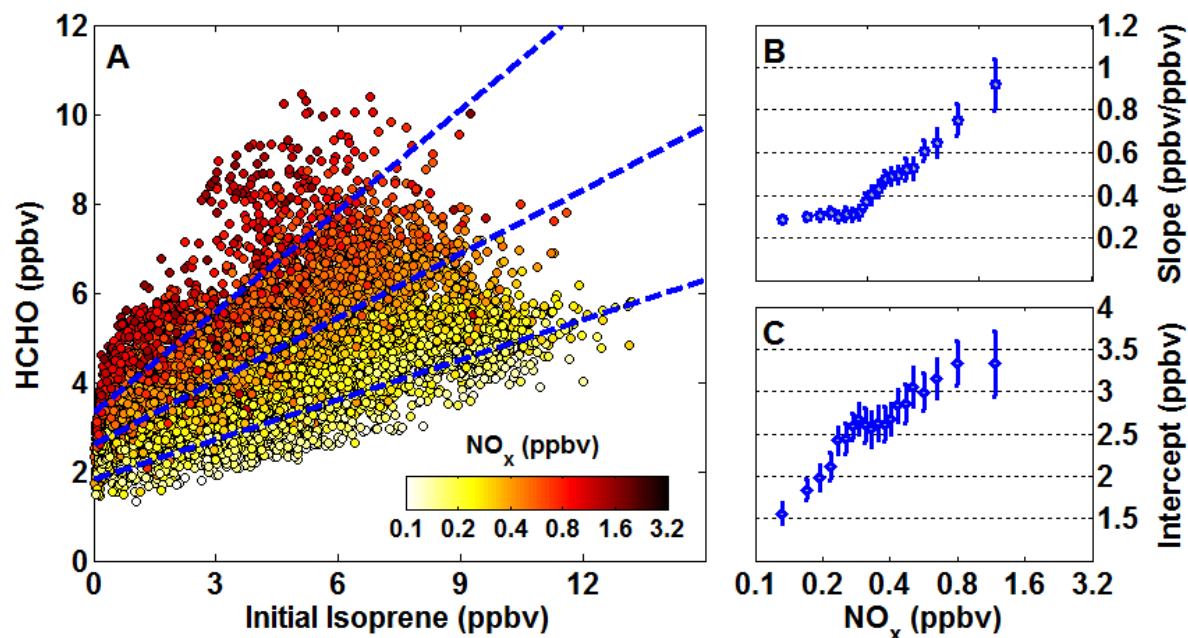 A
HCHO (ppbv)
12
10
8
6
4
2
0
0 3 6 9 12
Initial Isoprene (ppbv)
NOx (ppbv)
0.1 0.2 0.4 0.8 1.6 3.2
B
1.2
1
0.8
0.6
0.4
0.2
Slope (ppbv/ppbv)
C
4
3.5
3
2.5
2
1.5
1
Intercept (ppbv)
0.1 0.2 0.4 0.8 1.6 3.2
NOx (ppbv)